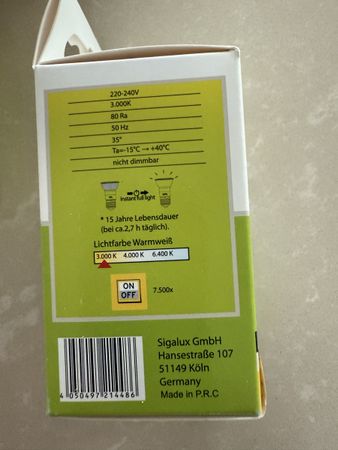 220-240V
3.000K
80 Ra
50 Hz
35°
Ta=-15°C → +40°C
nicht dimmbar
Instant full light
* 15 Jahre Lebensdauer
(bei ca.2,7 h täglich).
Lichtfarbe Warmweiß
3.000 K 4.000 K 6.400 K
ON
OFF
7.500x
Sigalux GmbH
Hansestraße 107
51149 Köln
Germany
Made in P.R.C
4 050497 214486